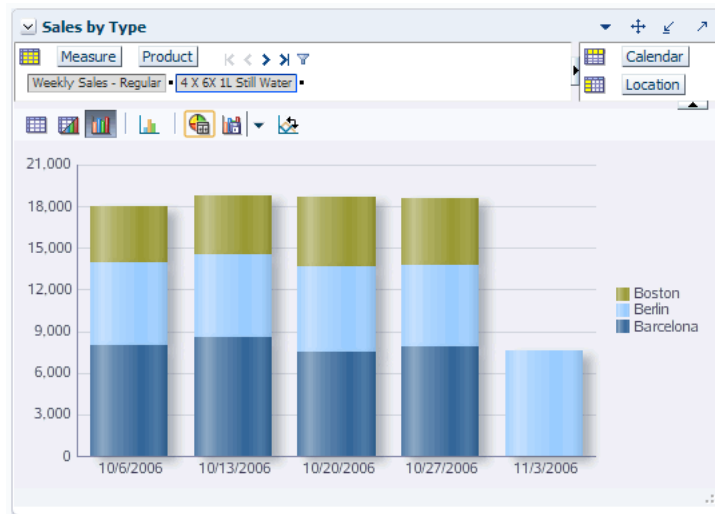 Sales by Type
Measure Product
Calendar
Weekly Sales - Regular 4 X 6X 1L Still Water
Location
21,000
18,000
15,000
12,000
9,000
6,000
3,000
0
Boston
Berlin
Barcelona
10/6/2006 10/13/2006 10/20/2006 10/27/2006 11/3/2006